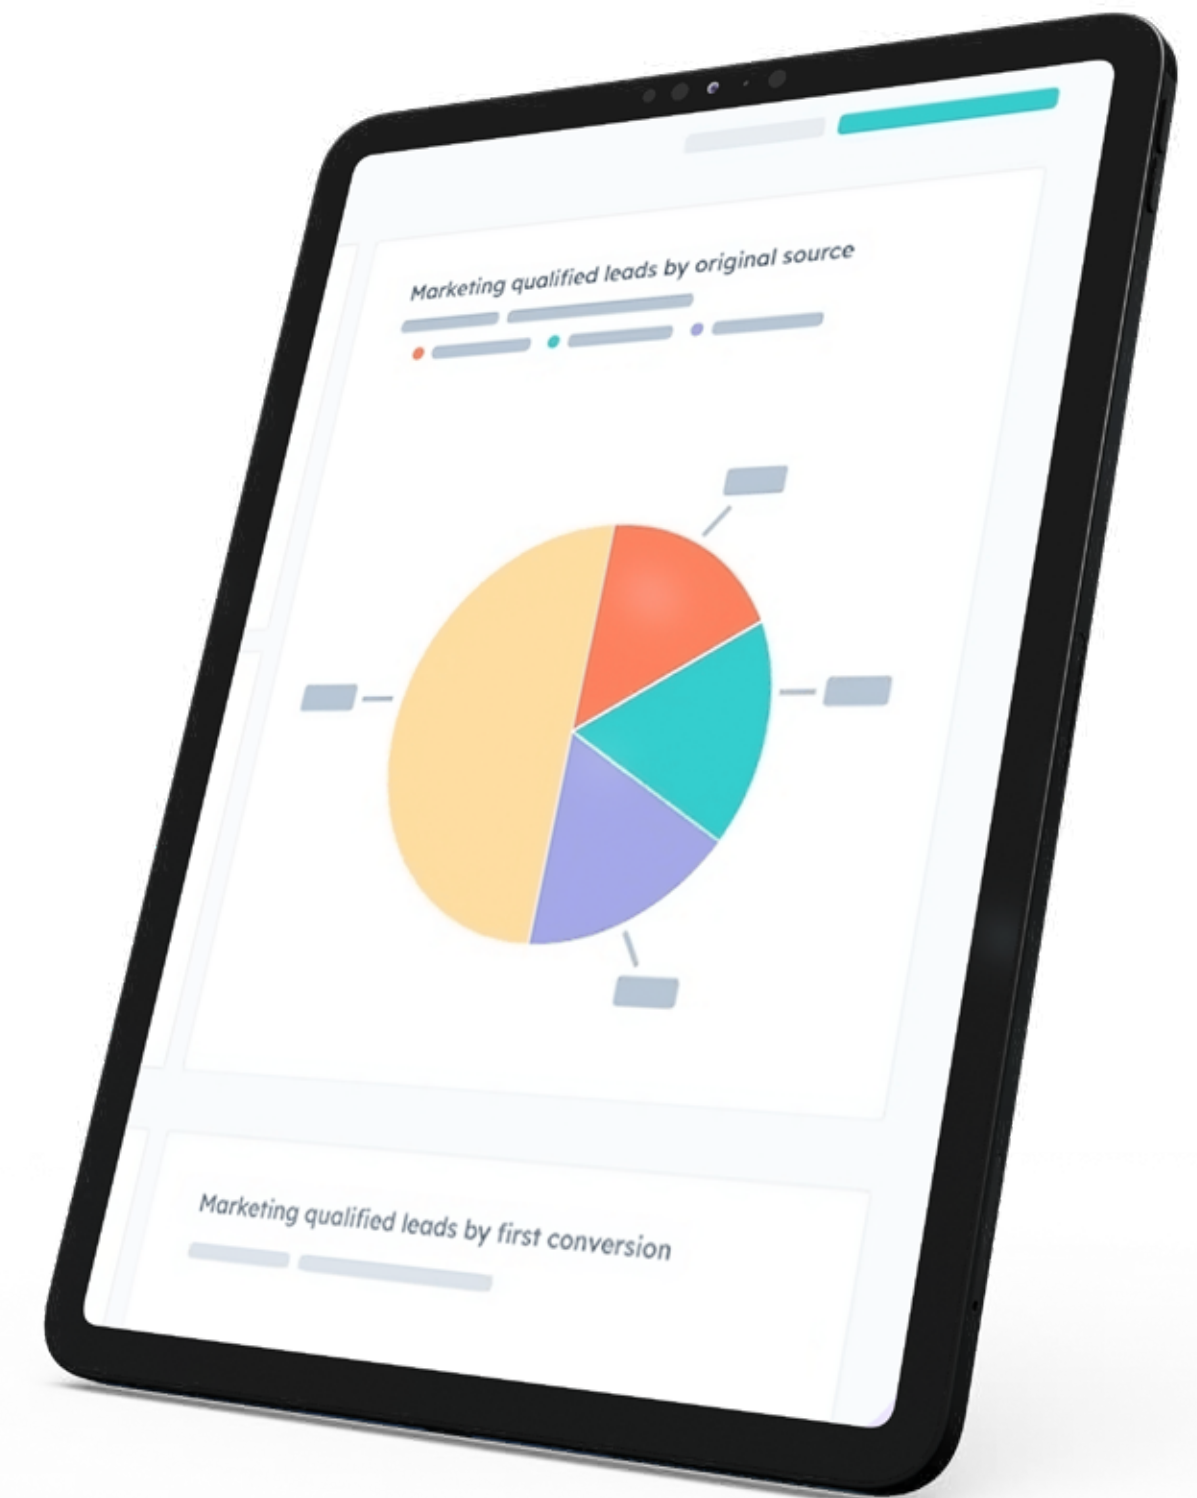 Marketing qualified leads by original source
Marketing qualified leads by first conversion